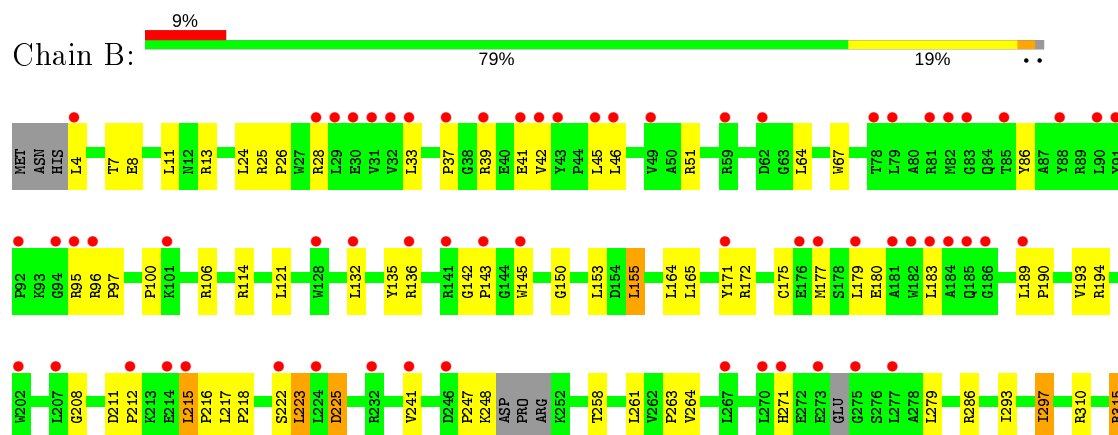 9%
Chain B:
79% 19% • •
MET ASN HIS L4 T7 E8 L11 N12 R13 L24 R25 P26 W27 R28 L29 E30 V31 V32 L33 P37 G38 R39 E40 E41 V42 Y43 P44 L45 L46 V49 A50 R51 R59 D62 G63 L64 W67 T78 L79 A80 R81 M82 G83 Q84 T85 Y86 A87 Y88 R89 L90
P92 K93 G94 R95 R96 P97 P100 K101 R106 R114 L121 W128 L132 Y135 R136 R141 G142 P143 G144 W145 G150 L153 D154 L155 L164 L165 Y171 R172 C175 E176 M177 S178 L179 E180 A181 W182 L183 A184 Q185 G186 L189 P190 V193 R194
W202 L207 G208 D211 P212 K213 E214 L215 P216 L217 P218 S222 L223 L224 D225 R232 V241 D246 P247 K248 ASP PRO ARG K252 T258 L261 V262 P263 V264 L267 L270 H271 E272 E273 GLU G275 S276 L277 A278 L279 R286 I293 I297 R310